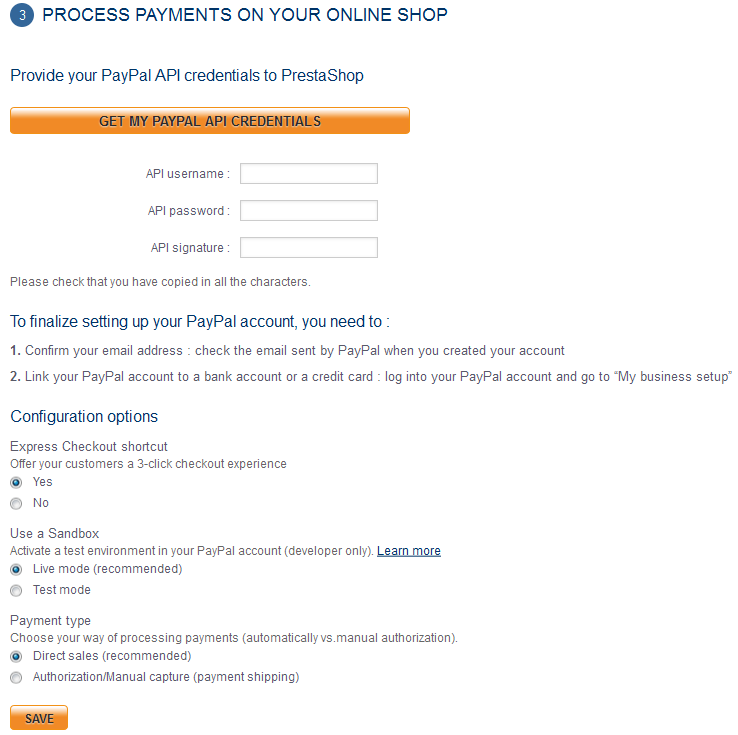 3 PROCESS PAYMENTS ON YOUR ONLINE SHOP
Provide your PayPal API credentials to PrestaShop
GET MY PAYPAL API CREDENTIALS
API username :
API password :
API signature :
Please check that you have copied in all the characters.
To finalize setting up your PayPal account, you need to :
1. Confirm your email address : check the email sent by PayPal when you created your account
2. Link your PayPal account to a bank account or a credit card : log into your PayPal account and go to “My business setup”
Configuration options
Express Checkout shortcut
Offer your customers a 3-click checkout experience
Yes
No
Use a Sandbox
Activate a test environment in your PayPal account (developer only). Learn more
Live mode (recommended)
Test mode
Payment type
Choose your way of processing payments (automatically vs.manual authorization).
Direct sales (recommended)
Authorization/Manual capture (payment shipping)
SAVE